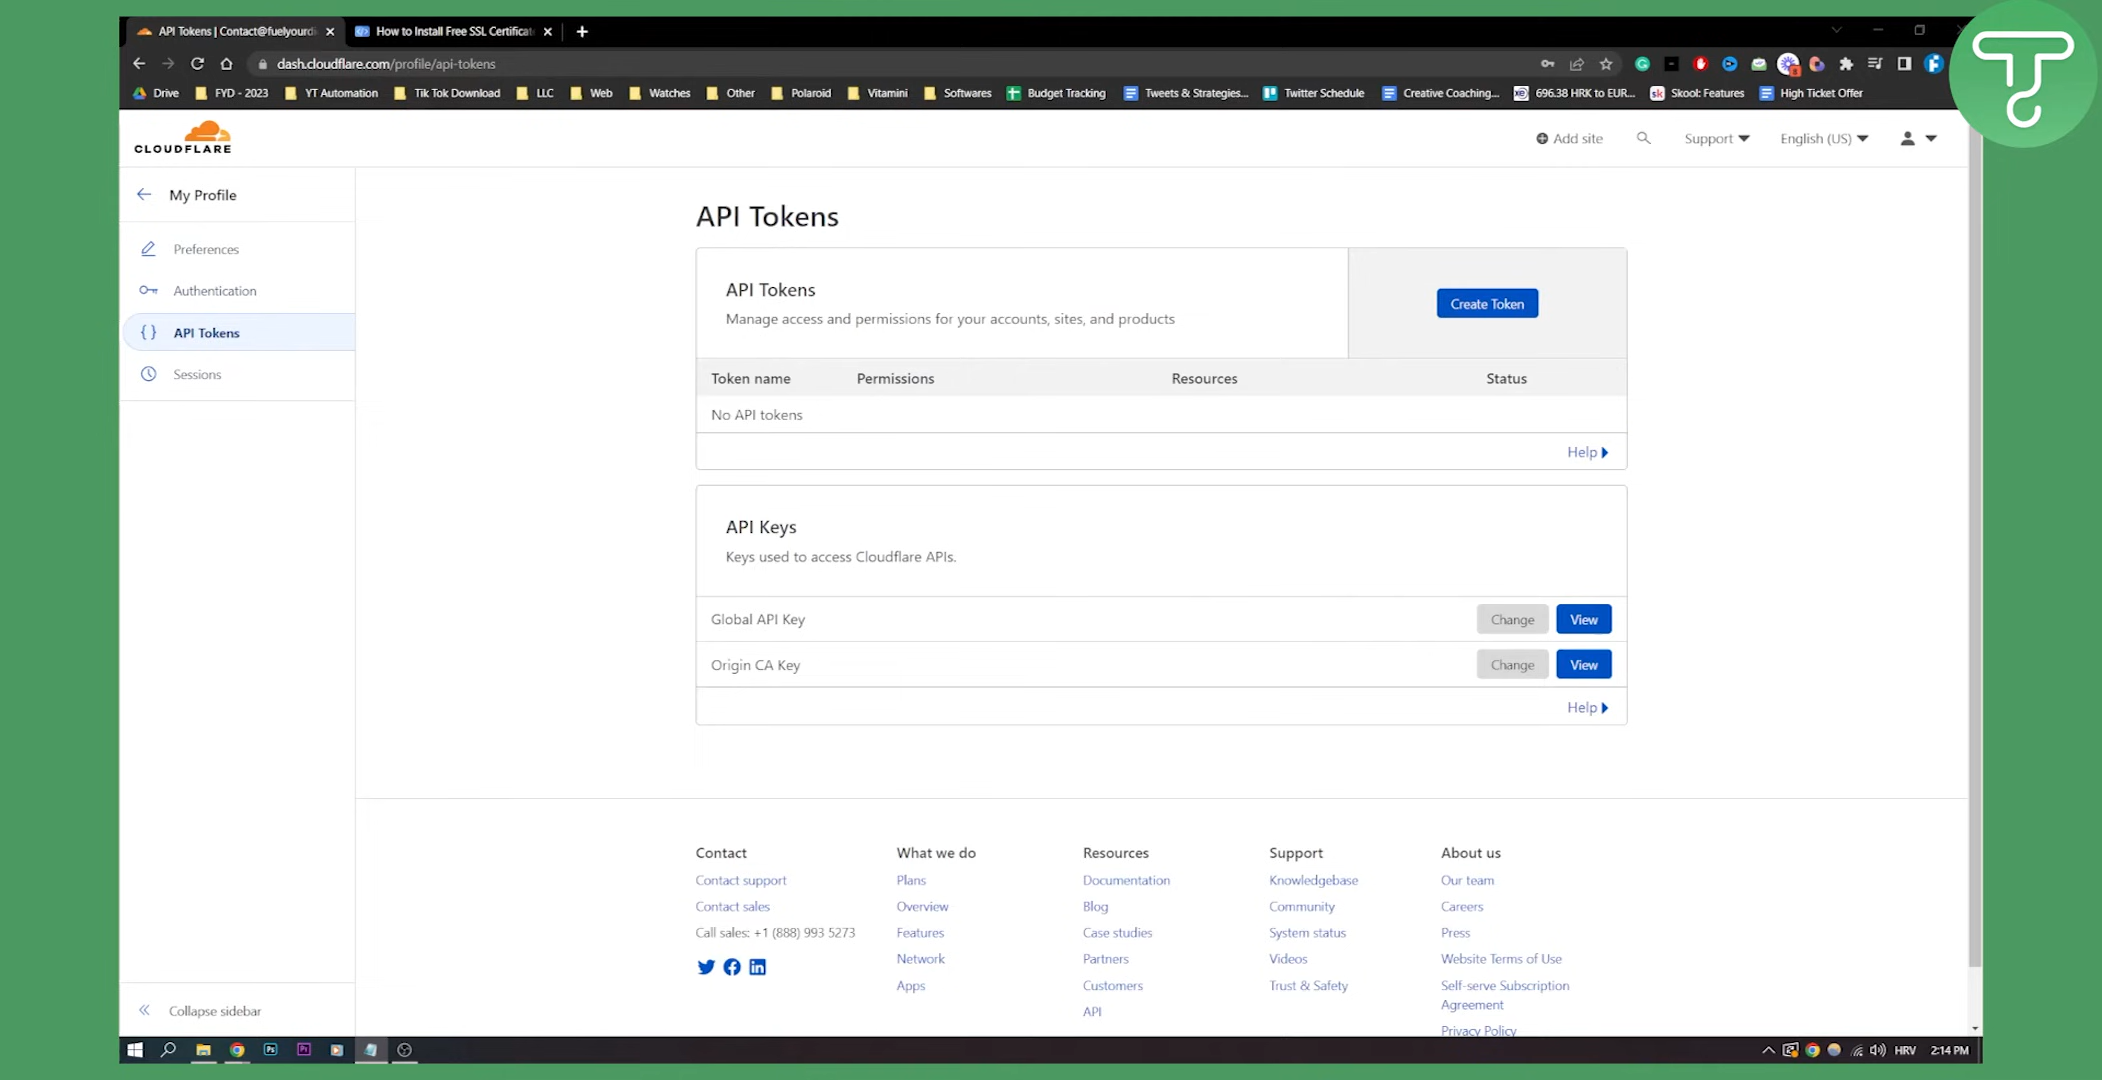 API Tokens | Contact@fuelyourdi
How to Install Free SSL Certificat
dash.cloudflare.com/profile/api-tokens
Drive
FYD - 2023
YT Automation
Tik Tok Download
LLC
Web
Watches
Other
Polaroid
Vitamini
Softwares
Budget Tracking
Tweets & Strategies...
Twitter Schedule
Creative Coaching,...
696.38 HRK to EUR...
Skool: Features
High Ticket Offer
CLOUDFLARE
Add site
Support
English (US)
My Profile
Preferences
Authentication
API Tokens
Sessions
API Tokens
API Tokens
Manage access and permissions for your accounts, sites, and products
Create Token
Token name Permissions Resources Status
No API tokens
Help
API Keys
Keys used to access Cloudflare APIs.
Global API Key
Change
View
Origin CA Key
Change
View
Help
Contact
Contact support
Contact sales
Call sales: +1 (888) 993 5273
What we do
Plans
Overview
Features
Network
Apps
Resources
Documentation
Blog
Case studies
Partners
Customers
API
Support
Knowledgebase
Community
System status
Videos
Trust & Safety
About us
Our team
Careers
Press
Website Terms of Use
Self-serve Subscription
Agreement
Privacy Policy
Collapse sidebar
HRV
2:14 PM